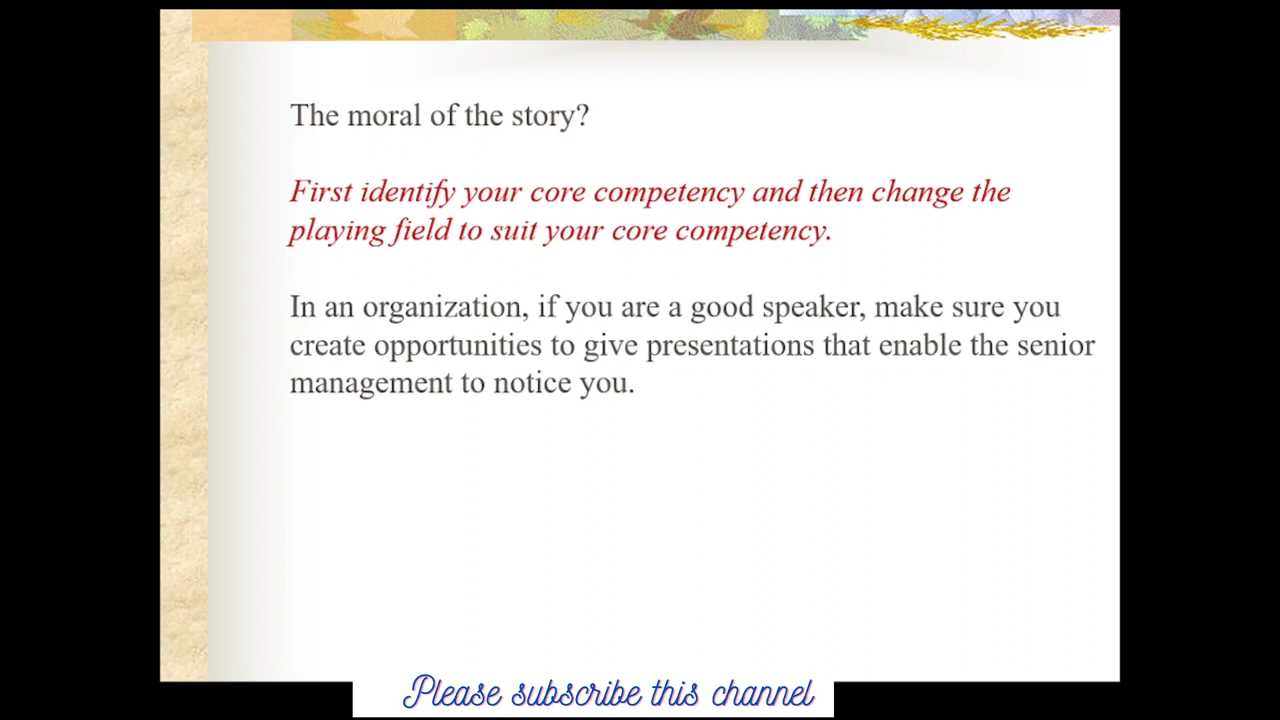 The moral of the story?
First identify your core competency and then change the
playing field to suit your core competency.
In an organization, if you are a good speaker, make sure you
create opportunities to give presentations that enable the senior
management to notice you.
Please subscribe this channel